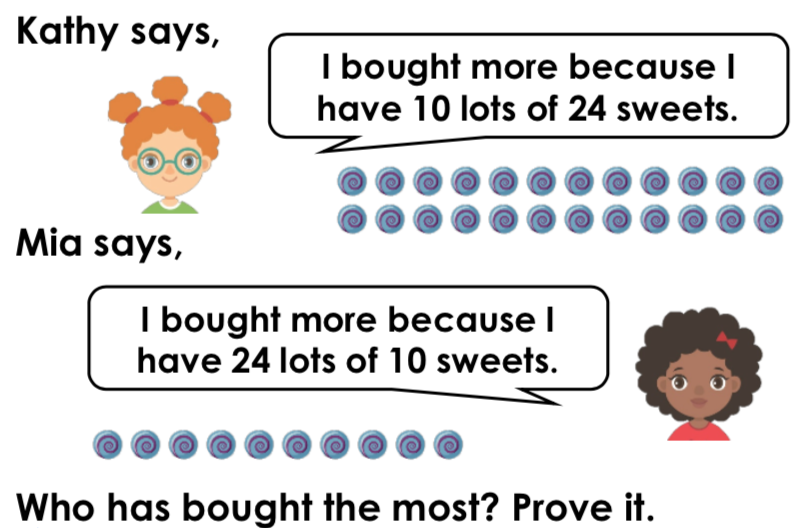 Kathy says,
I bought more because I
have 10 lots of 24 sweets.
Mia says,
I bought more because I
have 24 lots of 10 sweets.
Who has bought the most? Prove it.